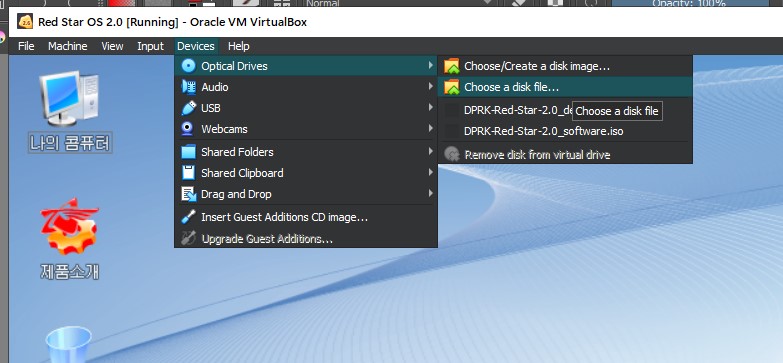 Normal
Opacity: 100%
Red Star OS 2.0 [Running] - Oracle VM VirtualBox
File Machine View Input Devices Help
Optical Drives
Audio
USB
Webcams
Shared Folders
Shared Clipboard
Drag and Drop
Insert Guest Additions CD image...
Upgrade Guest Additions...
Choose/Create a disk image...
Choose a disk file...
DPRK-Red-Star-2.0_de
Choose a disk file
DPRK-Red-Star-2.0_software.iso
Remove disk from virtual drive
나의 콤퓨터
제품소개